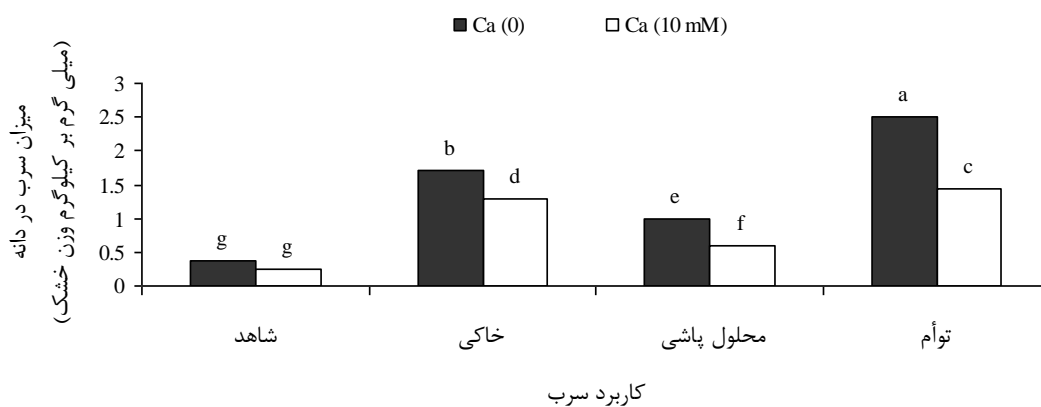 Ca (0) Ca (10 mM)
میزان سرب در دانه
(میلی گرم بر کیلوگرم وزن خشک)
3
2.5
2
1.5
1
0.5
0
g g b d e f a c
شاهد خاکی محلول پاشی توأم
کاربرد سرب